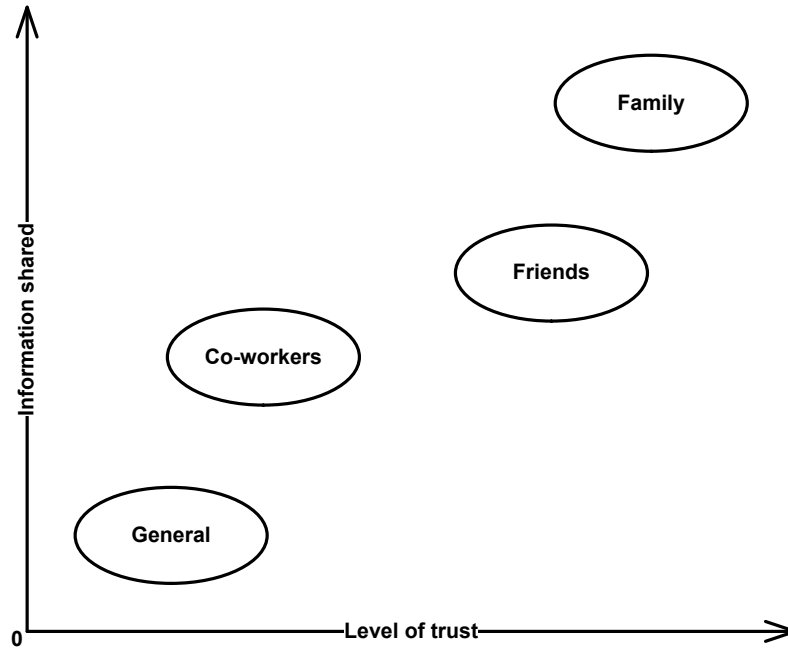 Family
Friends
Information shared
Co-workers
General
Level of trust
0